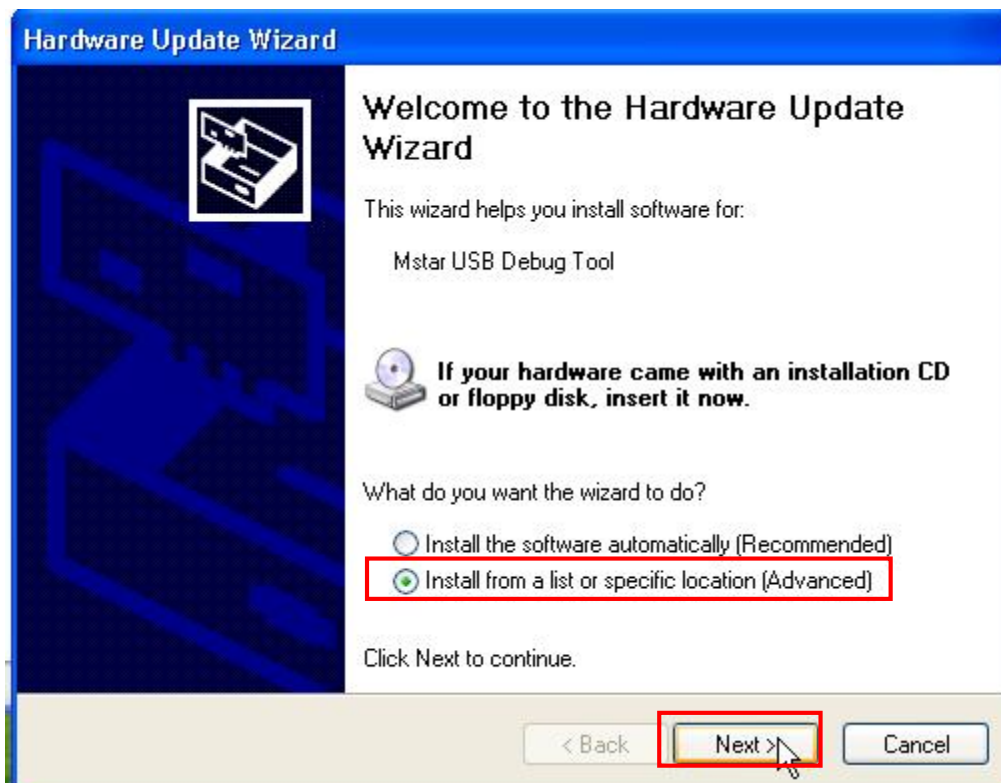 Hardware Update Wizard
Welcome to the Hardware Update
Wizard
This wizard helps you install software for:
Mstar USB Debug Tool
If your hardware came with an installation CD
or floppy disk, insert it now.
What do you want the wizard to do?
Install the software automatically (Recommended)
Install from a list or specific location (Advanced)
Click Next to continue.
< Back Next > Cancel